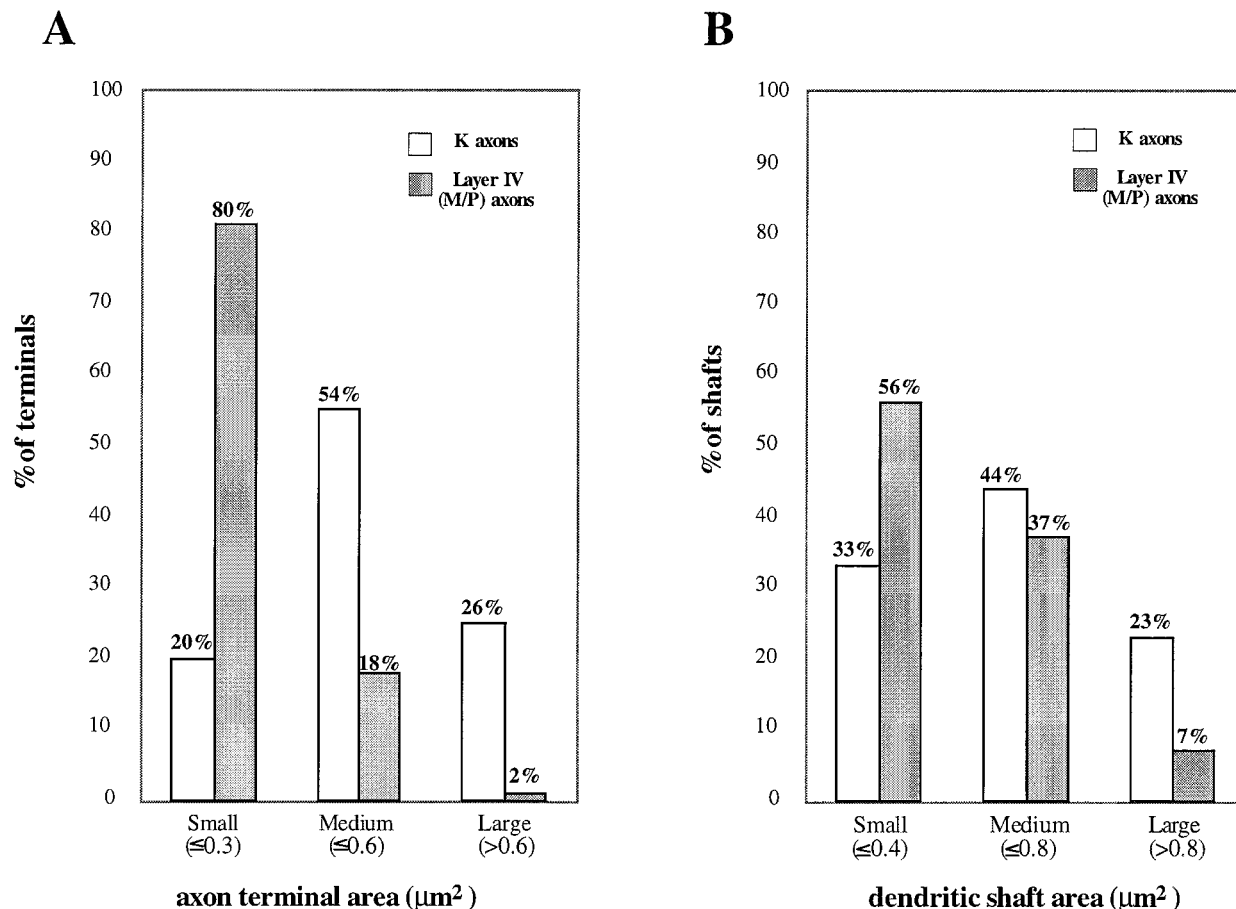 A
100
90
80
70
60
50
40
30
20
10
0
% of terminals
K axons
Layer IV
(M/P) axons
20%
80%
54%
18%
26%
2%
Small
(≦0.3)
Medium
(≦0.6)
Large
(>0.6)
axon terminal area (μm²)
B
100
90
80
70
60
50
40
30
20
10
0
% of shafts
K axons
Layer IV
(M/P) axons
33%
56%
44%
37%
23%
7%
Small
(≦0.4)
Medium
(≦0.8)
Large
(>0.8)
dendritic shaft area (μm²)